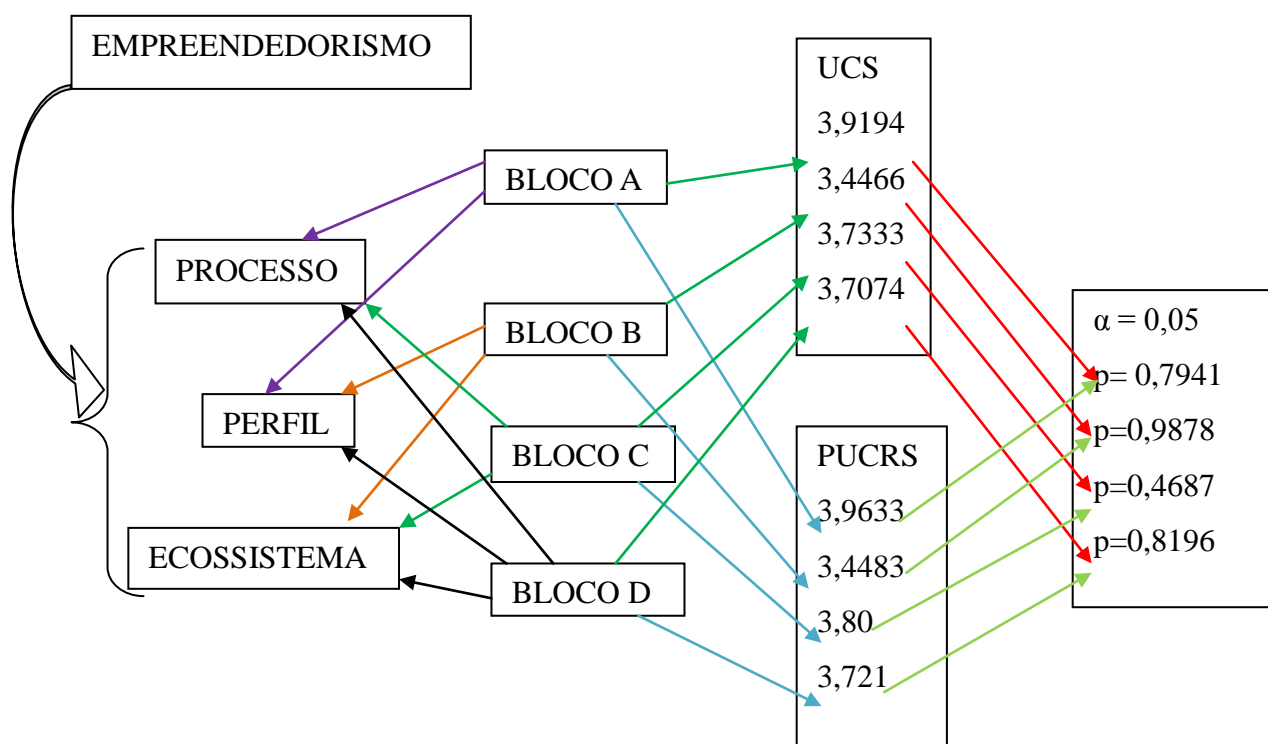 EMPREENDEDORISMO
PROCESSO
PERFIL
ECOSSISTEMA
BLOCO A
BLOCO B
BLOCO C
BLOCO D
UCS
3,9194
3,4466
3,7333
3,7074
PUCRS
3,9633
3,4483
3,80
3,721
α = 0,05
p= 0,7941
p=0,9878
p=0,4687
p=0,8196